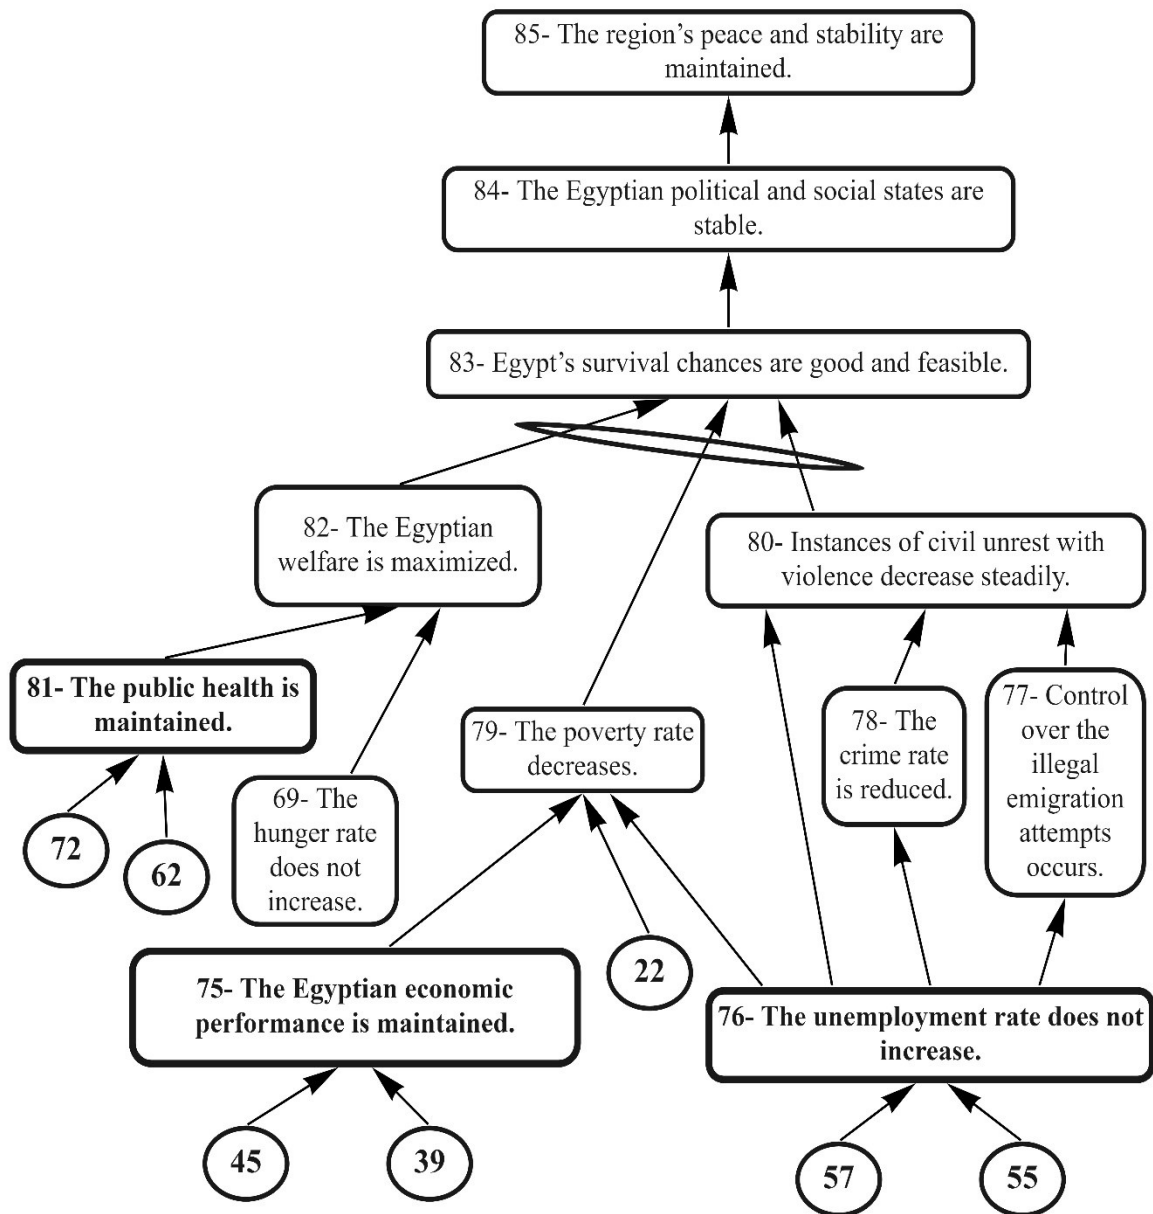 85- The region’s peace and stability are
maintained.
84- The Egyptian political and social states are
stable.
83- Egypt’s survival chances are good and feasible.
82- The Egyptian
welfare is maximized.
80- Instances of civil unrest with
violence decrease steadily.
81- The public health is
maintained.
79- The poverty rate
decreases.
78- The
crime rate
is reduced.
77- Control
over the
illegal
emigration
attempts
occurs.
72
62
69- The
hunger rate
does not
increase.
75- The Egyptian economic
performance is maintained.
22
76- The unemployment rate does not
increase.
45
39
57
55